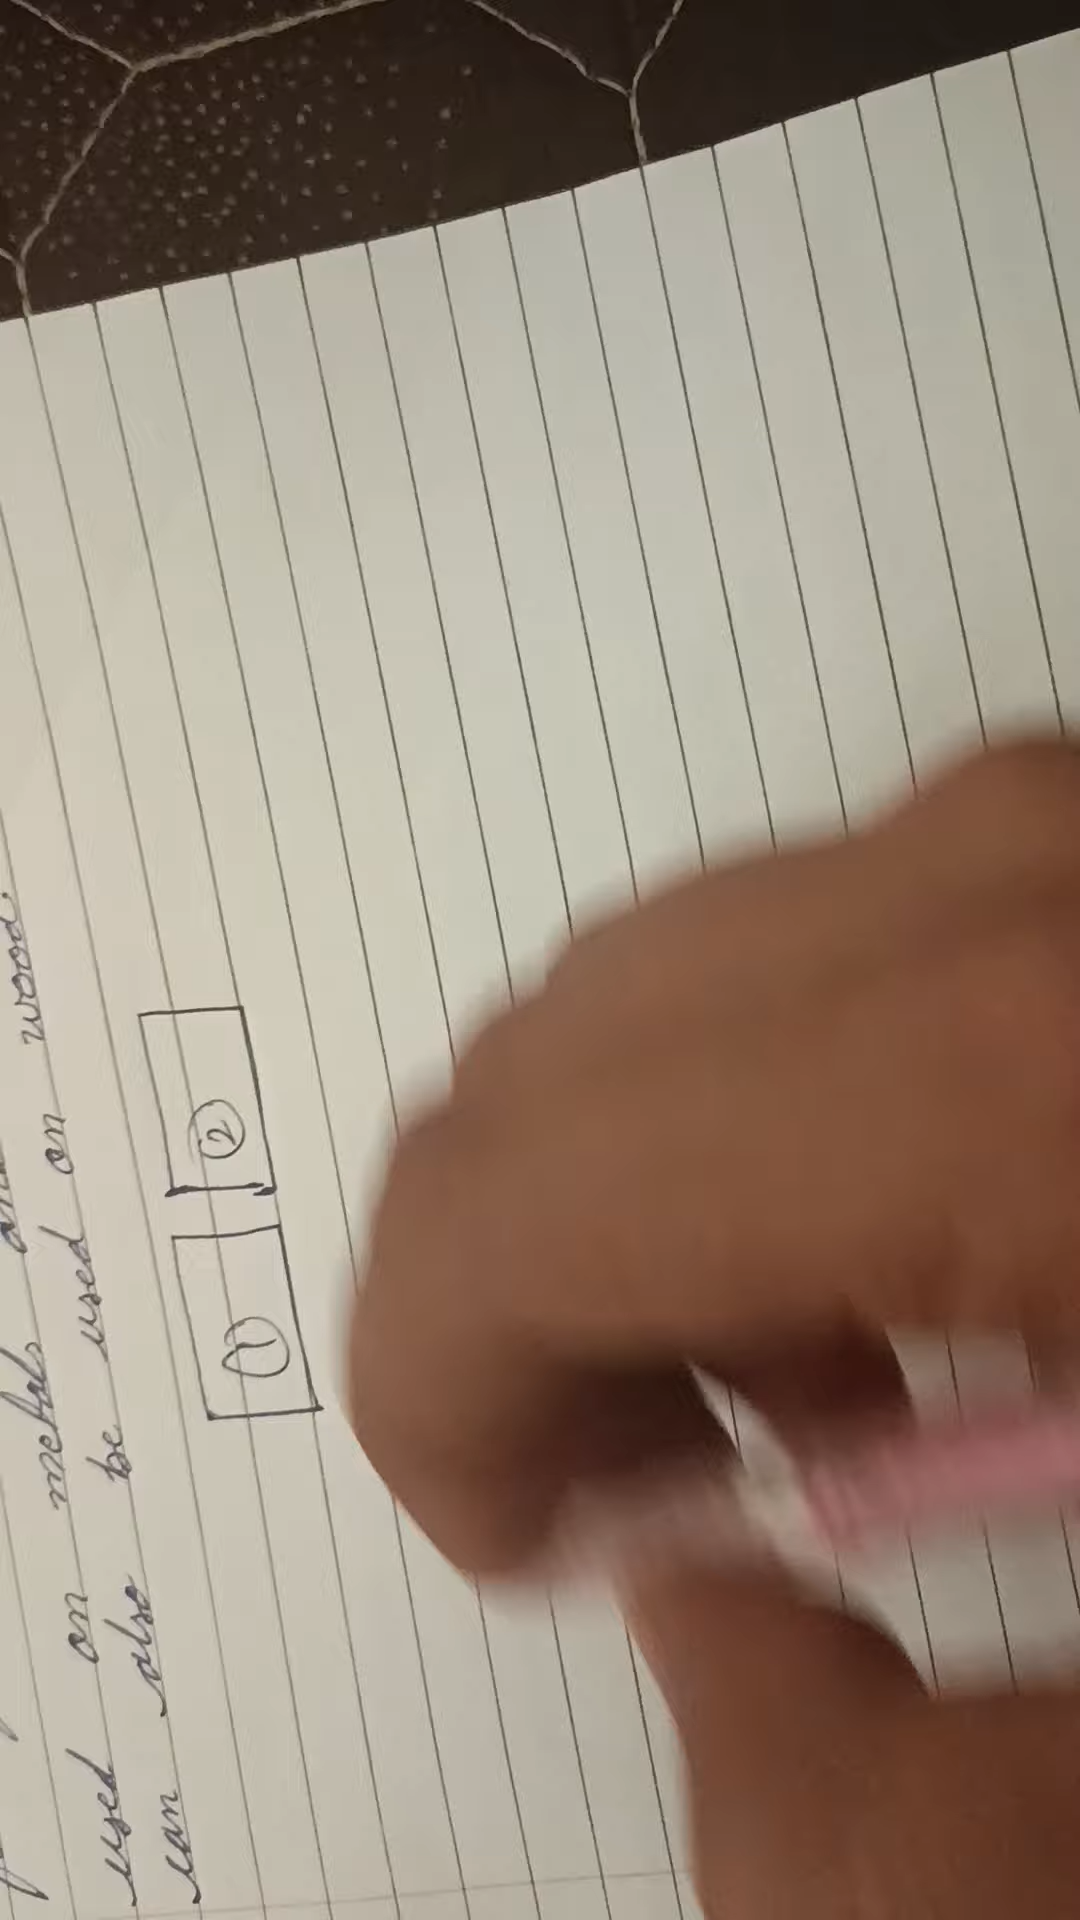 used on metals and
can also be used on wood.
1 2